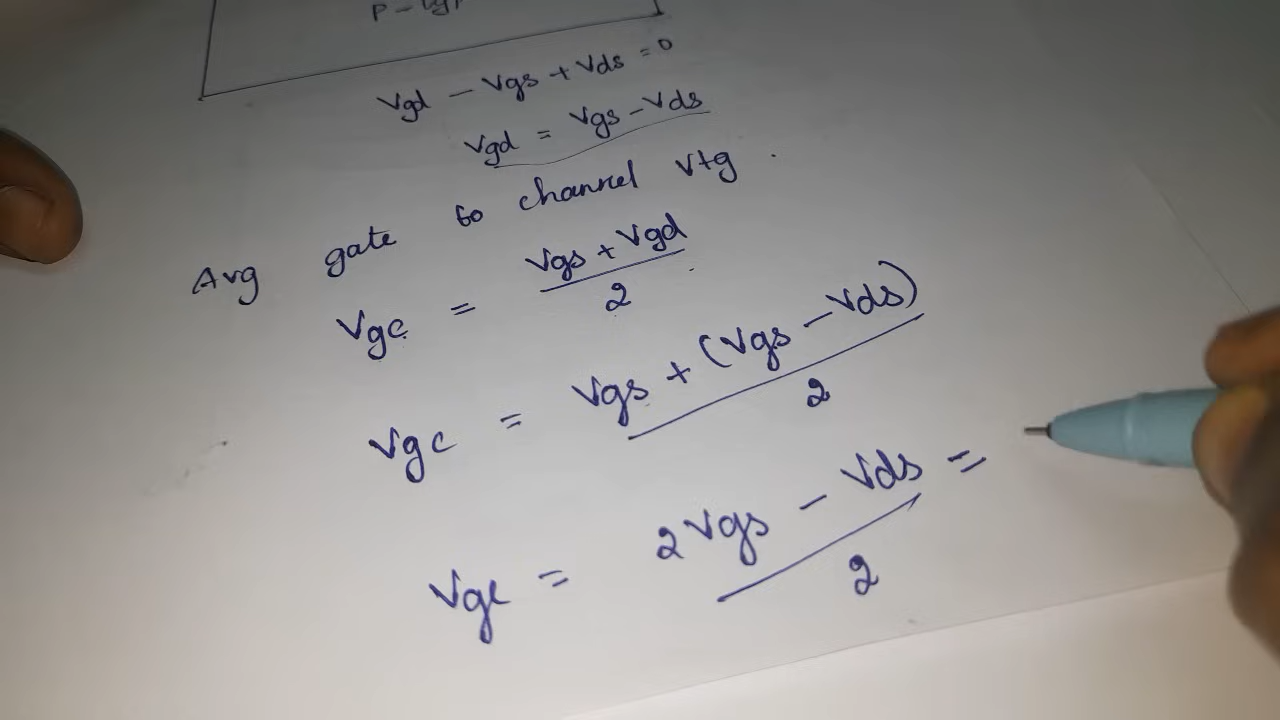 Vgd - Vgs + Vds = 0
Vgd = Vgs - Vds
Avg gate to channel Vtg.
Vgc = Vgs + Vgd / 2
Vgc = Vgs + (Vgs - Vds) / 2
Vgc = 2Vgs - Vds / 2 =